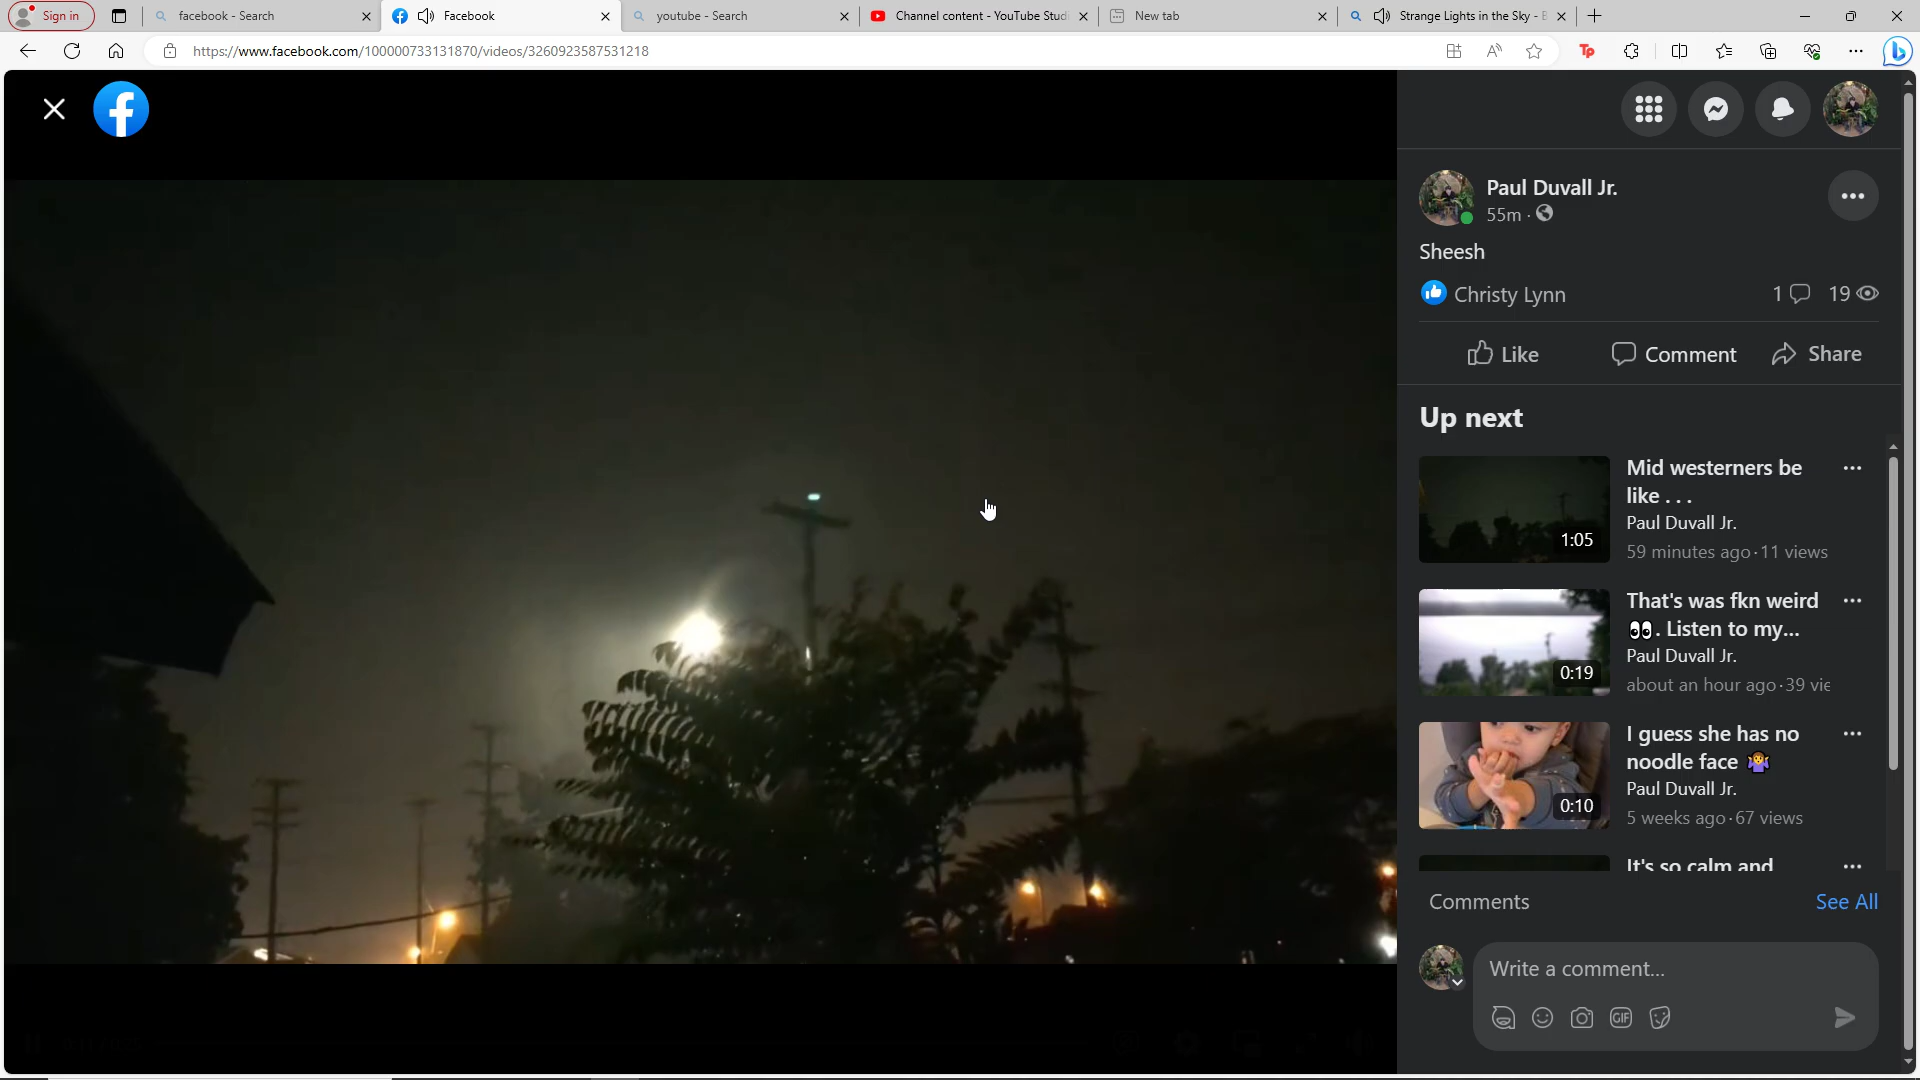 Sign in
facebook - Search
Facebook
youtube - Search
Channel content - YouTube Studi
New tab
Strange Lights in the Sky - B
https://www.facebook.com/100000733131870/videos/3260923587531218
Paul Duvall Jr.
55m ·
Sheesh
Christy Lynn
1
19
Like
Comment
Share
Up next
Mid westerners be
like . . .
Paul Duvall Jr.
59 minutes ago · 11 views
1:05
That's was fkn weird
👀. Listen to my...
Paul Duvall Jr.
about an hour ago · 39 vie
0:19
I guess she has no
noodle face 🤷
Paul Duvall Jr.
5 weeks ago · 67 views
0:10
It's so calm and
Comments
See All
Write a comment...
GIF